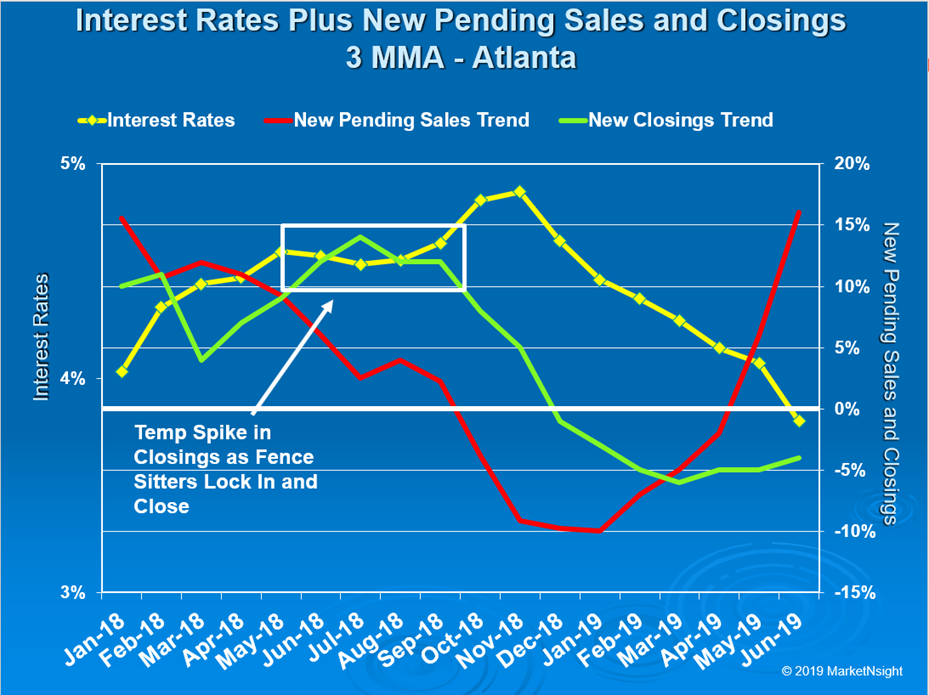 Interest Rates Plus New Pending Sales and Closings
3 MMA - Atlanta
Interest Rates
New Pending Sales Trend
New Closings Trend
5%
4%
3%
Interest Rates
20%
15%
10%
5%
0%
-5%
-10%
-15%
New Pending Sales and Closings
Temp Spike in
Closings as Fence
Sitters Lock In and
Close
Jan-18
Feb-18
Mar-18
Apr-18
May-18
Jun-18
Jul-18
Aug-18
Sep-18
Oct-18
Nov-18
Dec-18
Jan-19
Feb-19
Mar-19
Apr-19
May-19
Jun-19
© 2019 MarketNsight